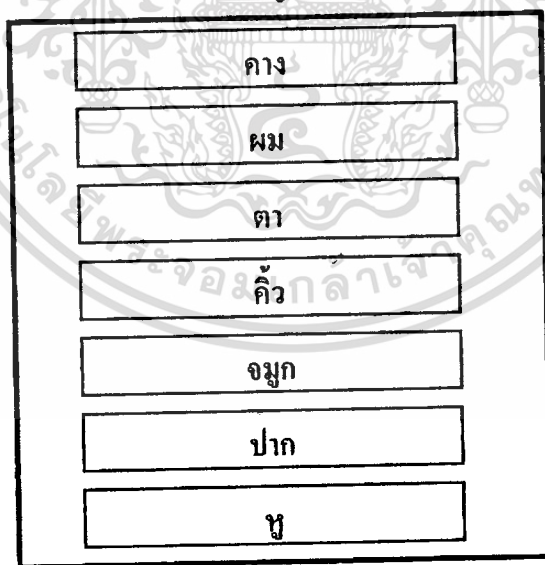 คาง
ผม
ตา
คิ้ว
จมูก
ปาก
หู